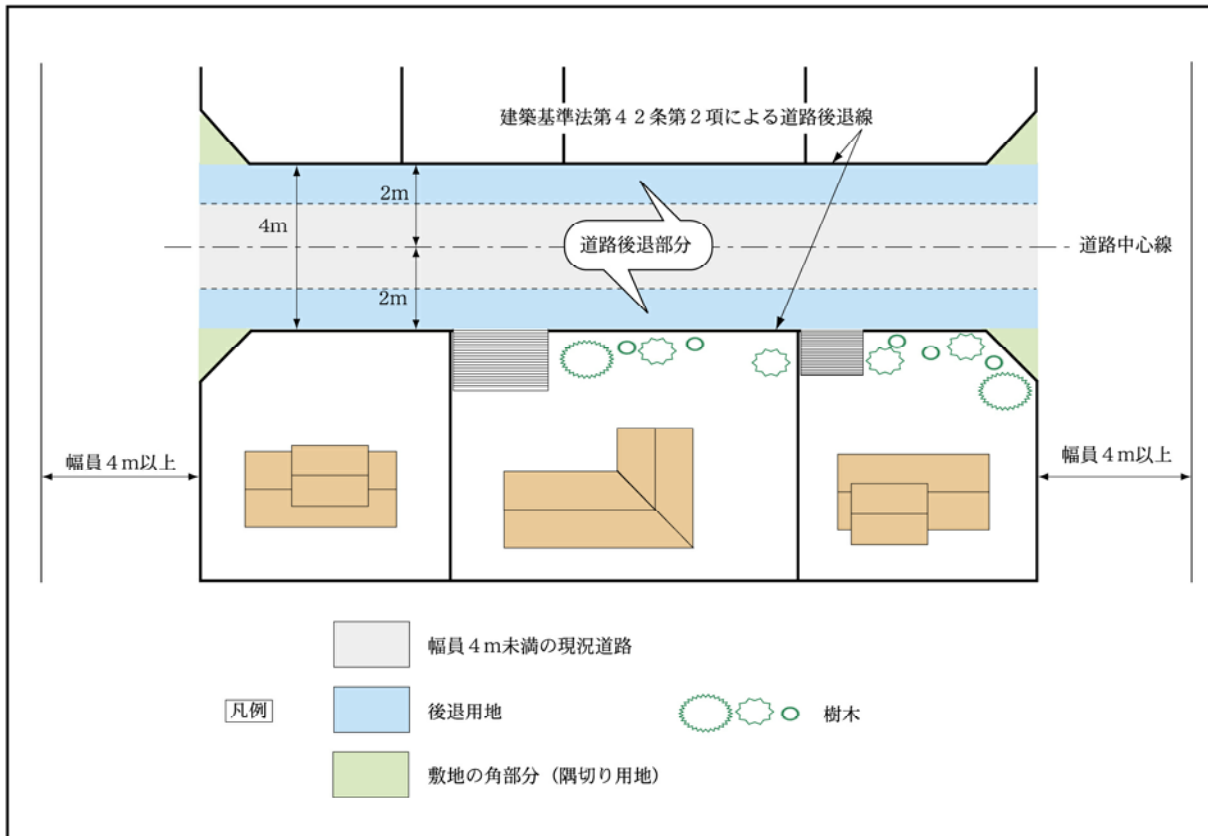 建築基準法第４２条第２項による道路後退線
2m
4m
道路後退部分
道路中心線
2m
幅員４ｍ以上
幅員４ｍ以上
幅員４ｍ未満の現況道路
凡例
後退用地
樹木
敷地の角部分（隅切り用地）